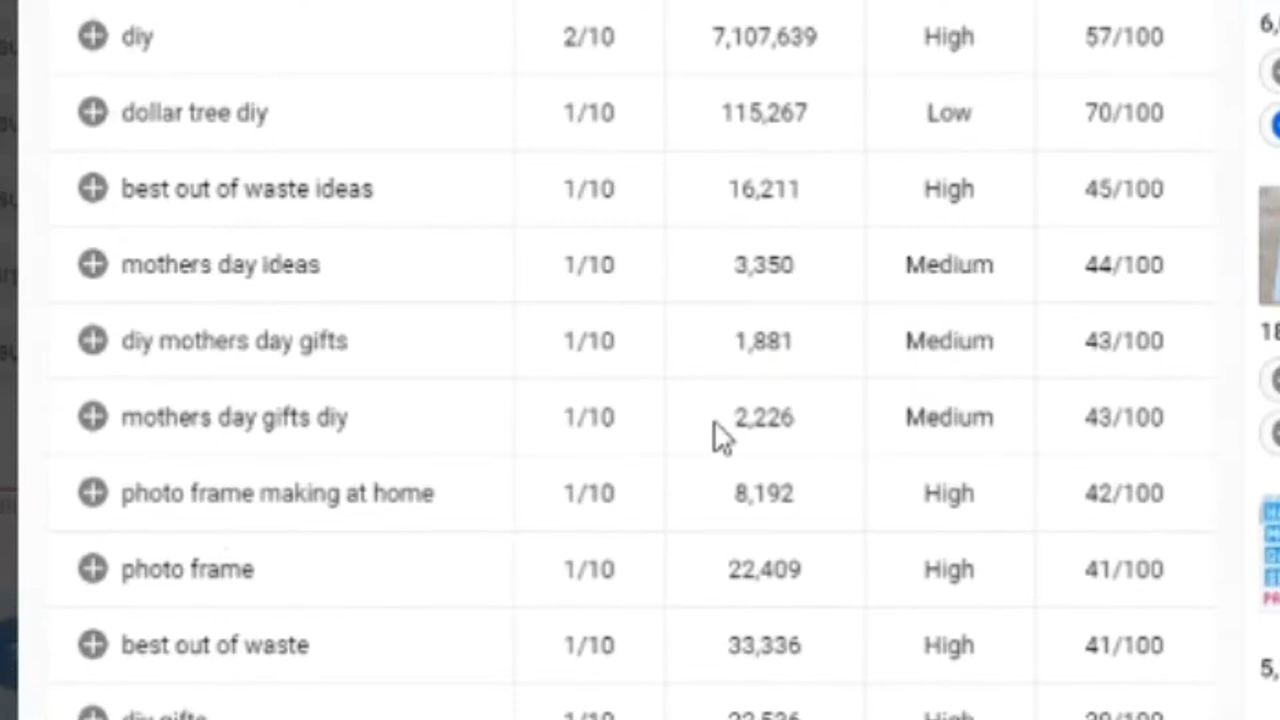 diy 2/10 7,107,639 High 57/100
dollar tree diy 1/10 115,267 Low 70/100
best out of waste ideas 1/10 16,211 High 45/100
mothers day ideas 1/10 3,350 Medium 44/100
diy mothers day gifts 1/10 1,881 Medium 43/100
mothers day gifts diy 1/10 2,226 Medium 43/100
photo frame making at home 1/10 8,192 High 42/100
photo frame 1/10 22,409 High 41/100
best out of waste 1/10 33,336 High 41/100
diy gifts 1/10 High